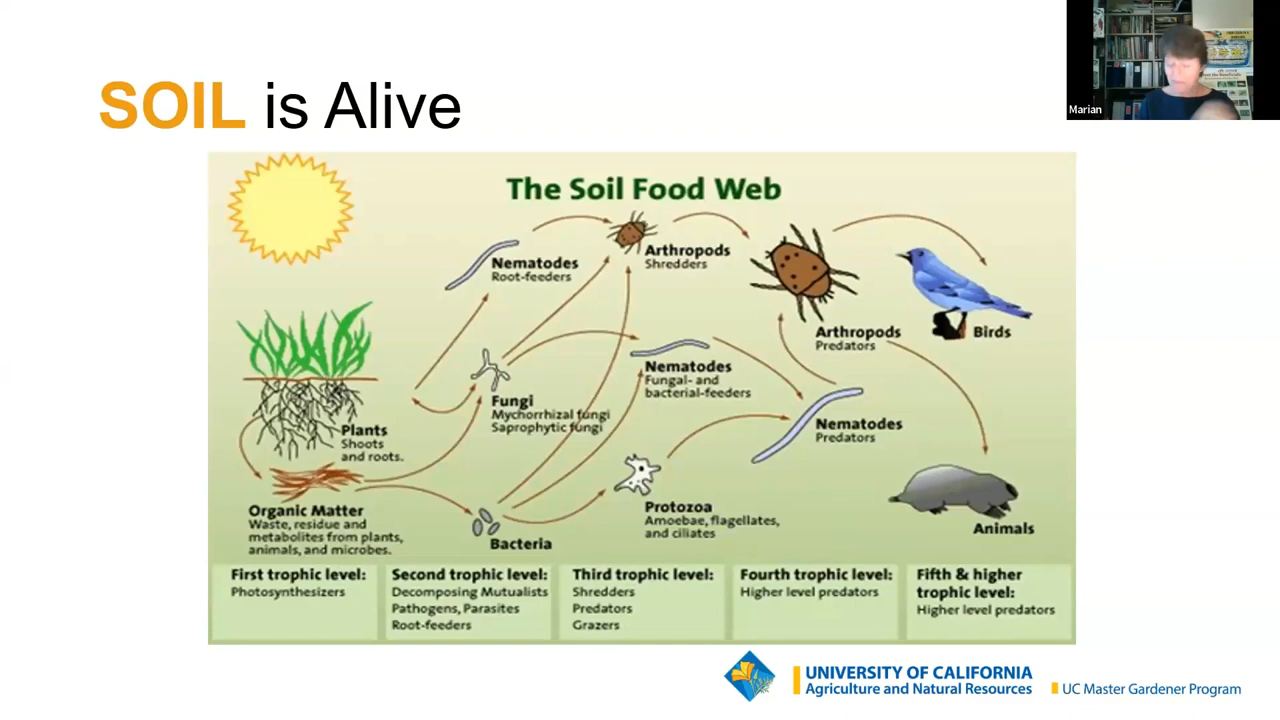 Marian
SOIL is Alive
The Soil Food Web
Nematodes
Root-feeders
Arthropods
Shredders
Arthropods
Predators
Birds
Plants
Shoots
and roots.
Fungi
Mychorrhizal fungi
Saprophytic fungi
Nematodes
Fungal- and
bacterial-feeders
Nematodes
Predators
Organic Matter
Waste, residue and
metabolites from plants,
animals, and microbes.
Bacteria
Protozoa
Amoebae, flagellates,
and ciliates
Animals
First trophic level:
Photosynthesizers
Second trophic level:
Decomposing Mutualists
Pathogens, Parasites
Root-feeders
Third trophic level:
Shredders
Predators
Grazers
Fourth trophic level:
Higher level predators
Fifth & higher
trophic level:
Higher level predators
UNIVERSITY OF CALIFORNIA
Agriculture and Natural Resources
UC Master Gardener Program